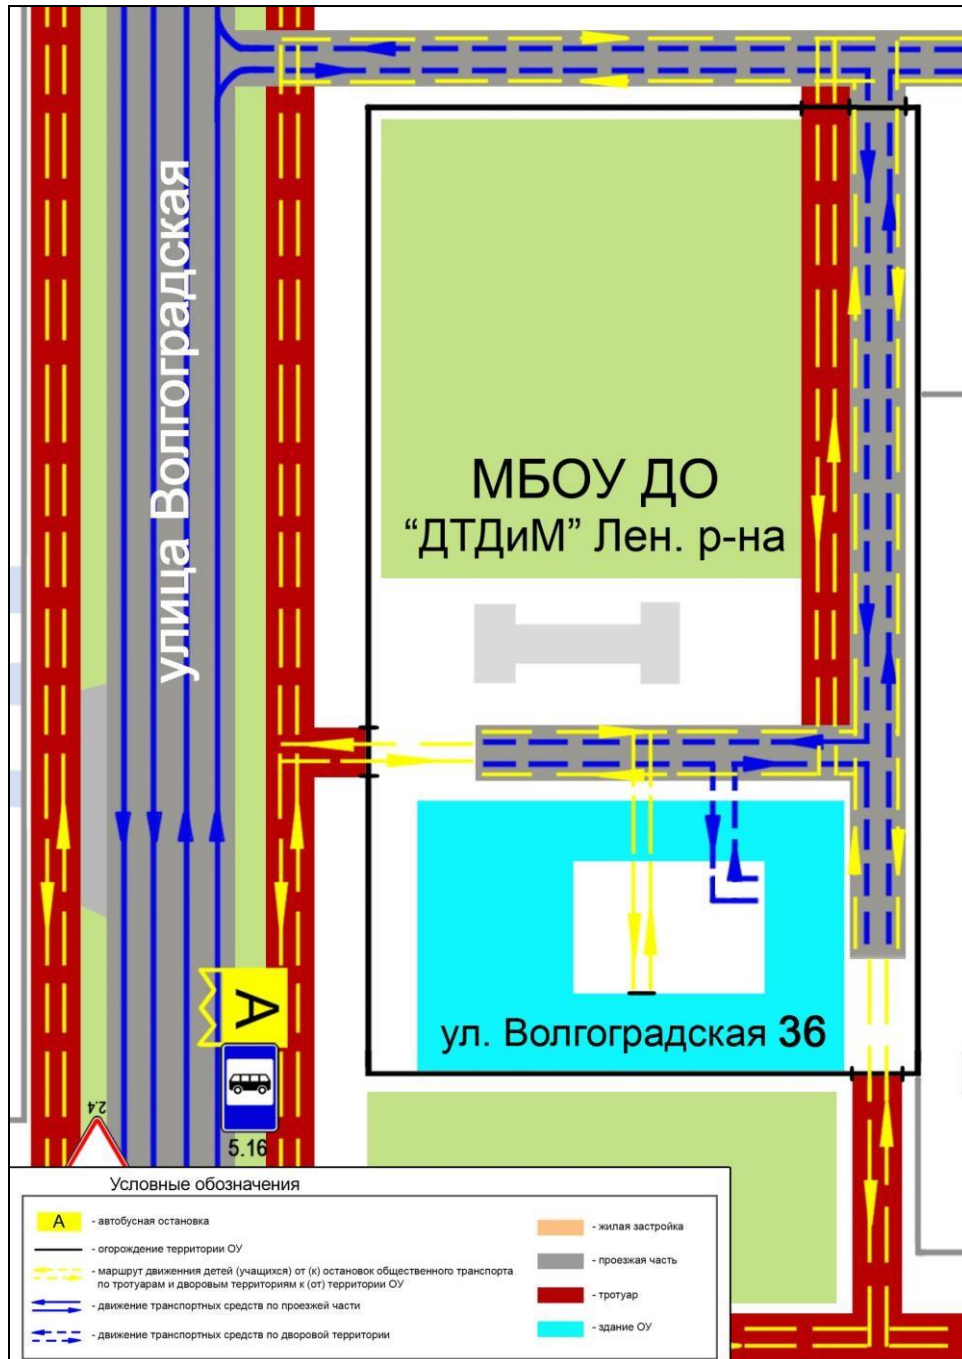 улица Волгоградская
МБОУ ДО
“ДТДиМ” Лен. р-на
ул. Волгоградская 36
А
5.16
2.4
Условные обозначения
А - автобусная остановка
- огорождение территории ОУ
- маршрут движенния детей (учащихся) от (к) остановок общественного транспорта
по тротуарам и дворовым территориям к (от) территории ОУ
- движение транспортных средств по проезжей части
- движение транспортных средств по дворовой территории
- жилая застройка
- проезжая часть
- тротуар
- здание ОУ